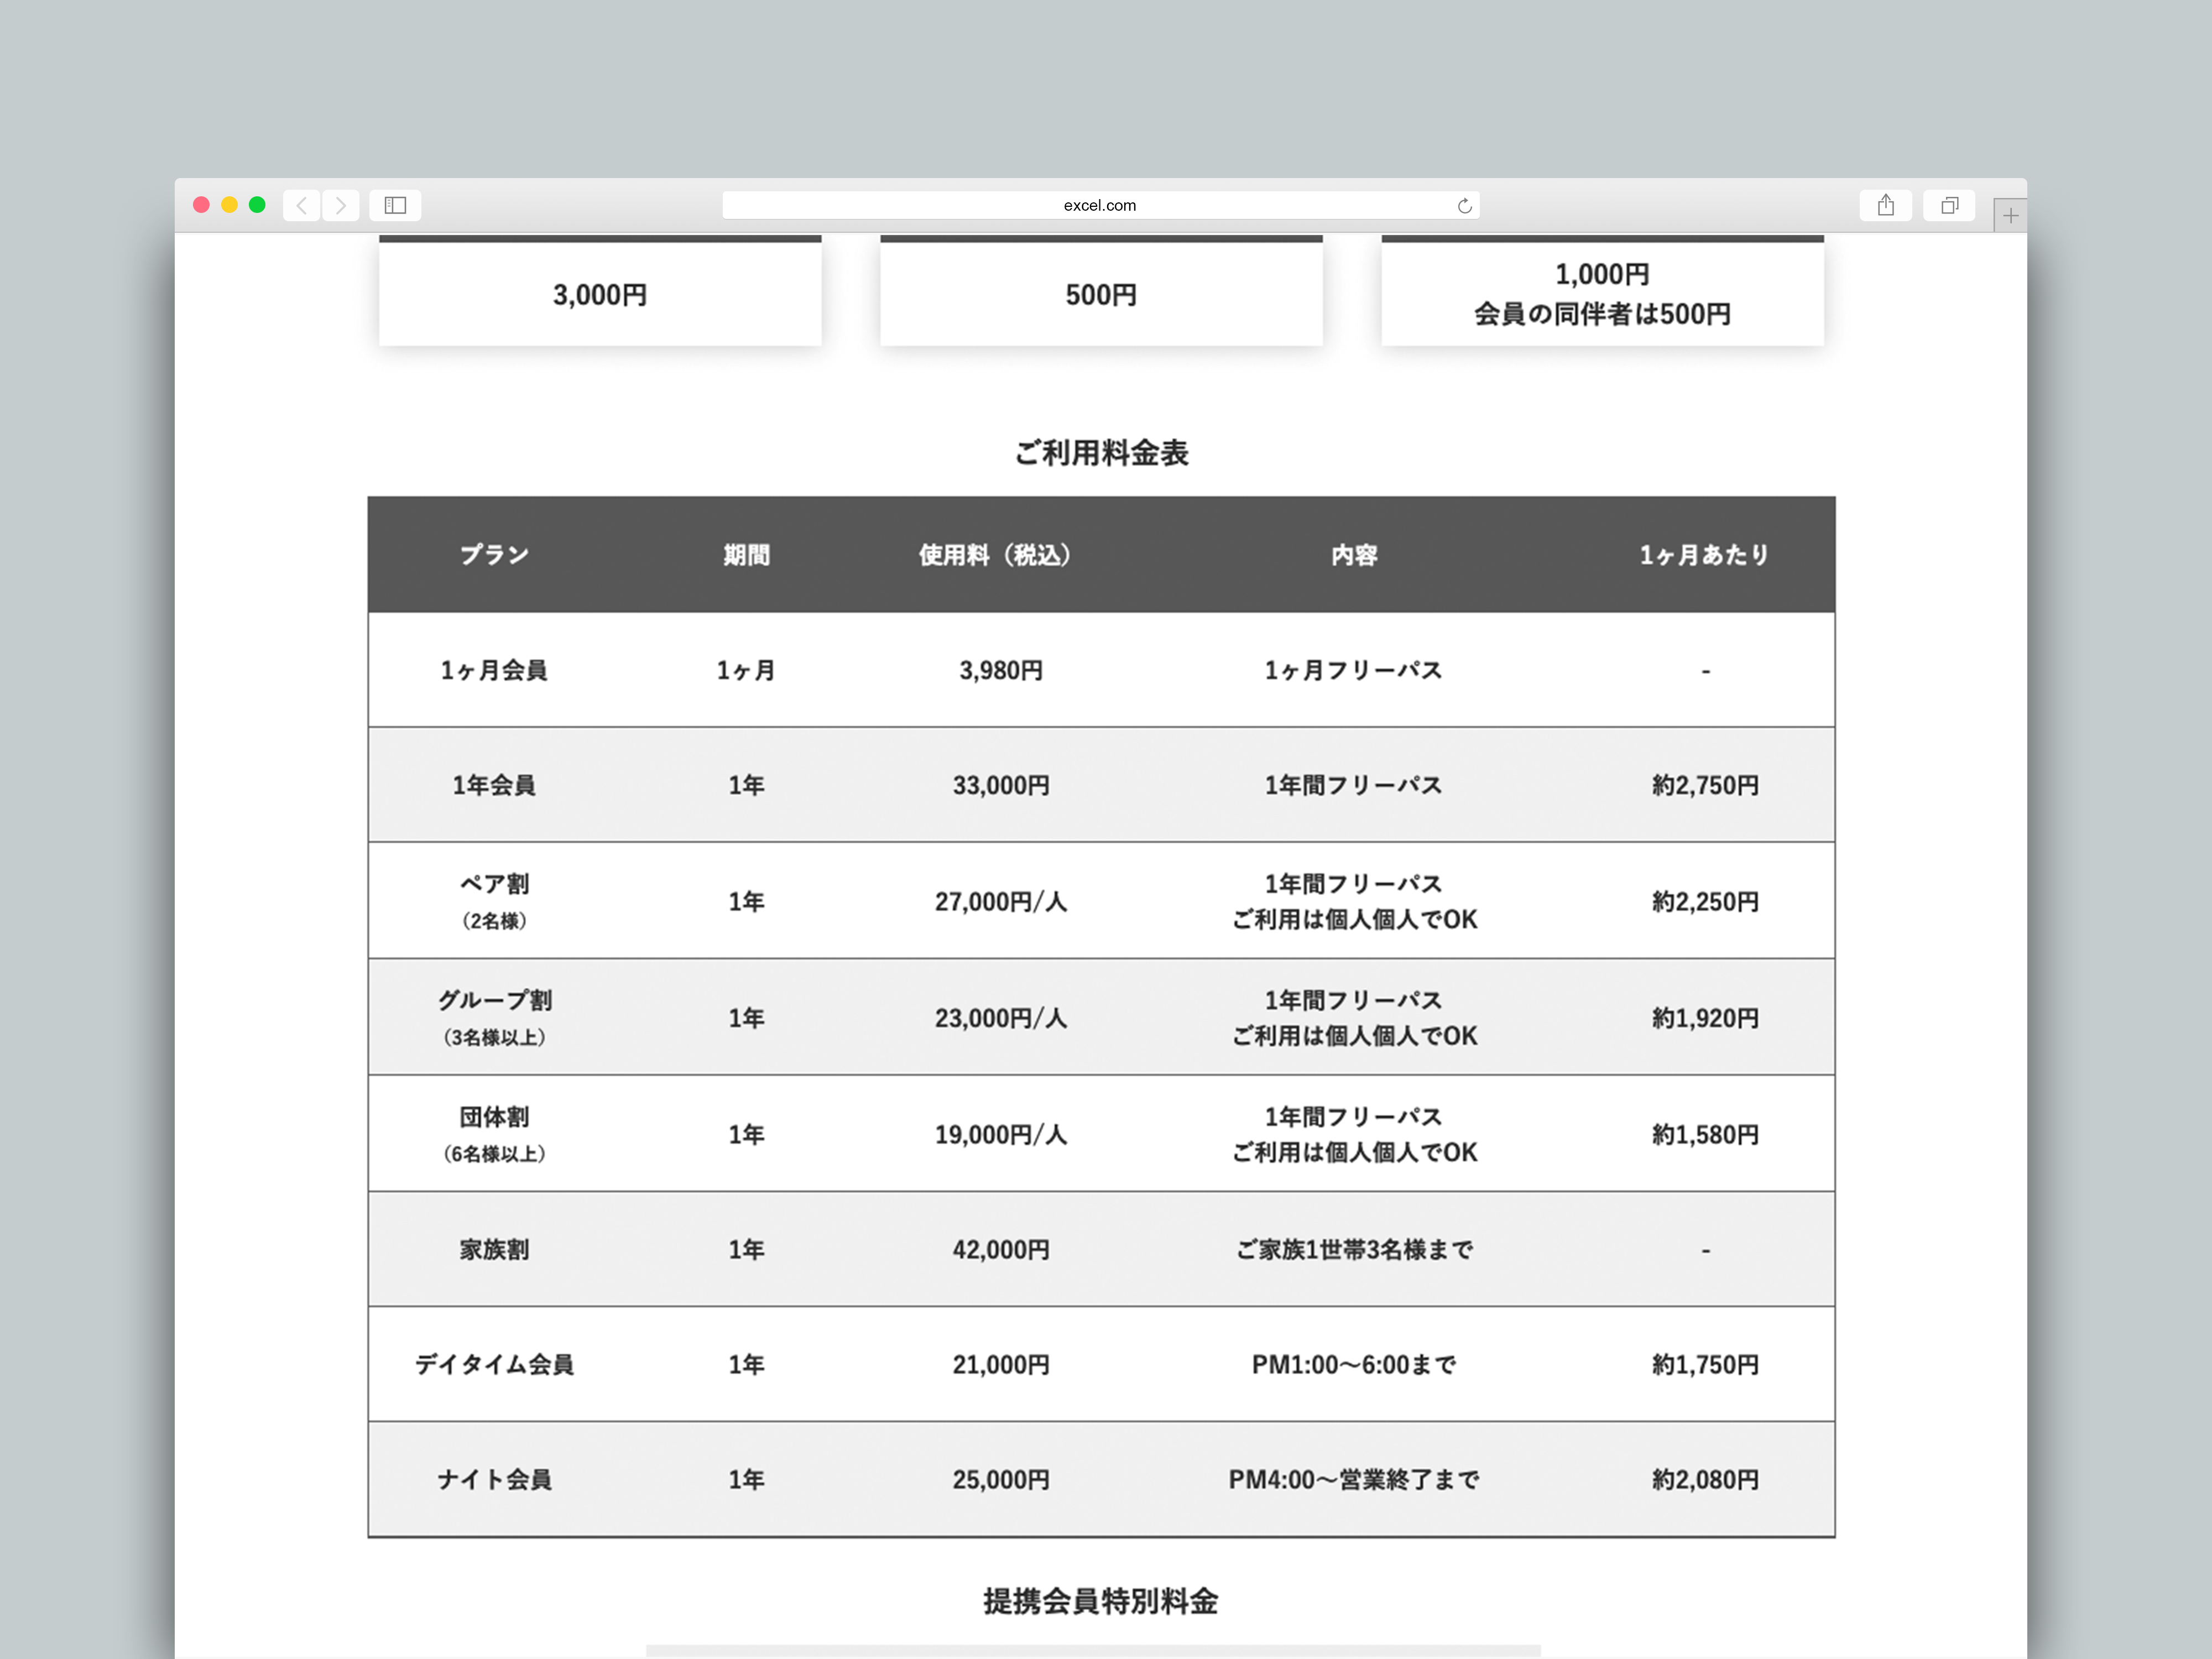 excel.com
3,000円
500円
1,000円
会員の同伴者は500円
ご利用料金表
プラン 期間 使用料（税込） 内容 1ヶ月あたり
1ヶ月会員 1ヶ月 3,980円 1ヶ月フリーパス -
1年会員 1年 33,000円 1年間フリーパス 約2,750円
ペア割
（2名様）
1年 27,000円/人
1年間フリーパス
ご利用は個人個人でOK
約2,250円
グループ割
（3名様以上）
1年 23,000円/人
1年間フリーパス
ご利用は個人個人でOK
約1,920円
団体割
（6名様以上）
1年 19,000円/人
1年間フリーパス
ご利用は個人個人でOK
約1,580円
家族割 1年 42,000円 ご家族1世帯3名様まで -
デイタイム会員 1年 21,000円 PM1:00〜6:00まで 約1,750円
ナイト会員 1年 25,000円 PM4:00〜営業終了まで 約2,080円
提携会員特別料金